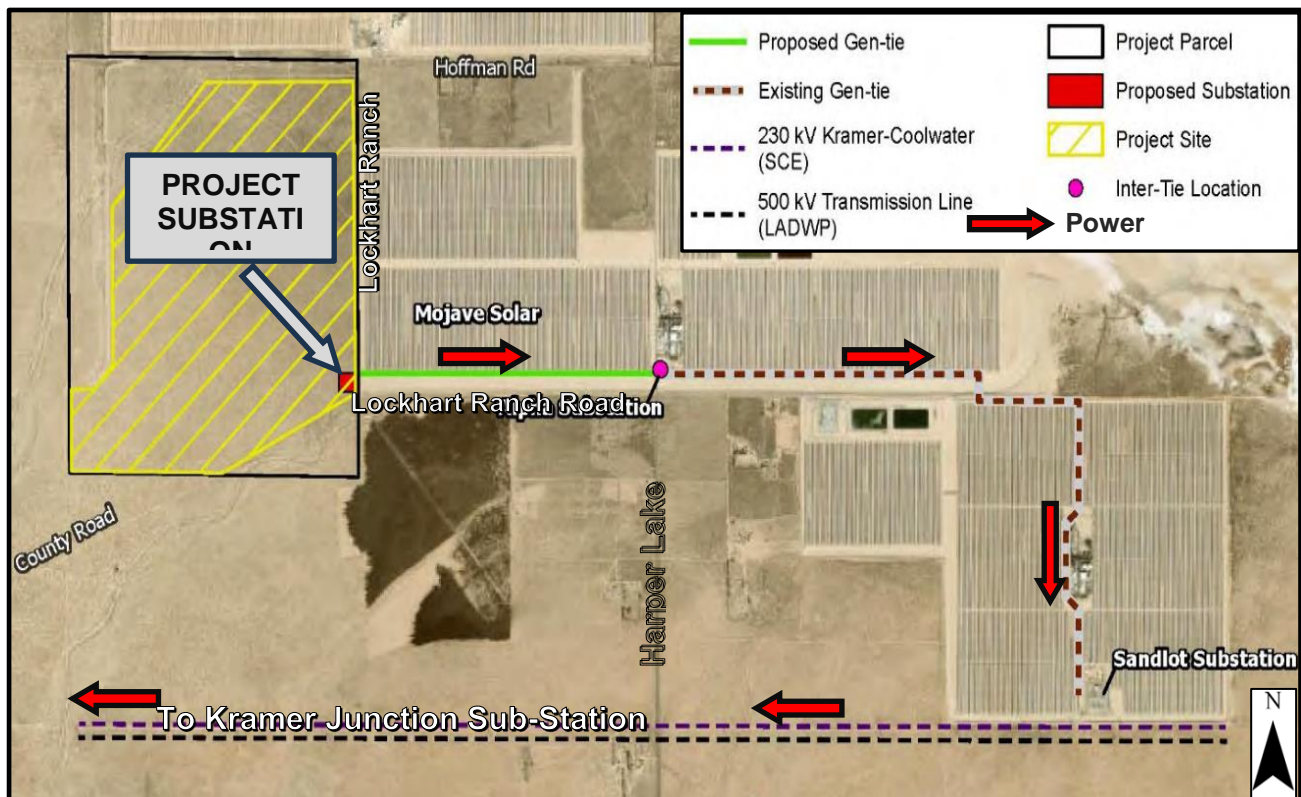 Hoffman Rd
Proposed Gen-tie
Existing Gen-tie
230 kV Kramer-Coolwater
(SCE)
500 kV Transmission Line
(LADWP)
Project Parcel
Proposed Substation
Project Site
Inter-Tie Location
Power
PROJECT
SUBSTATI
Lockhart Ranch
Mojave Solar
Lockhart Ranch Road
Substation
County Road
Harper Lake
Sandlot Substation
To Kramer Junction Sub-Station
N